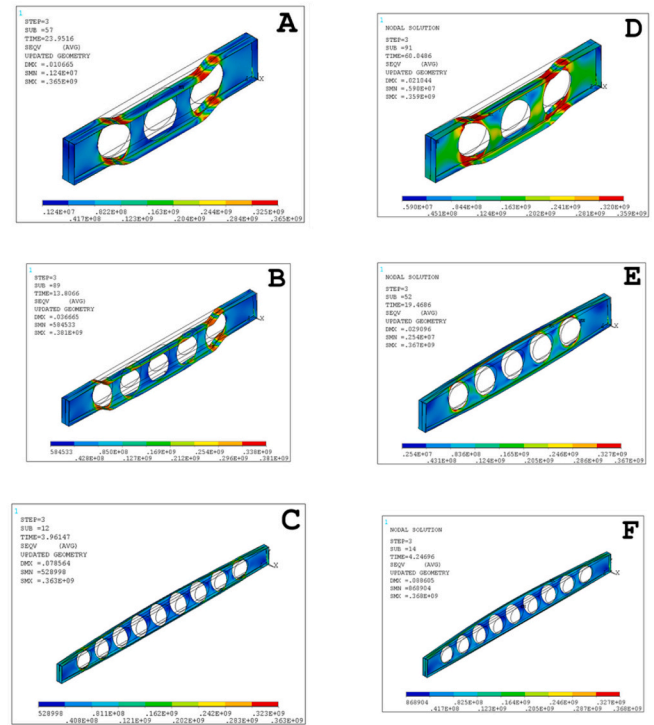 1
A
STEP=3
SUB =57
TIME=23.9516
SEQV (AVG)
UPDATED GEOMETRY
DMX =.010665
SMN =.124E+07
SMX =.365E+09
X
.124E+07 .822E+08 .163E+09 .244E+09 .325E+09
.417E+08 .123E+09 .204E+09 .284E+09 .365E+09
1
D
NODAL SOLUTION
STEP=3
SUB =91
TIME=60.0486
SEQV (AVG)
UPDATED GEOMETRY
DMX =.021044
SMN =.590E+07
SMX =.359E+09
X
.590E+07 .844E+08 .163E+09 .241E+09 .320E+09
.451E+08 .124E+09 .202E+09 .281E+09 .359E+09
1
B
STEP=3
SUB =89
TIME=13.8066
SEQV (AVG)
UPDATED GEOMETRY
DMX =.036665
SMN =584533
SMX =.381E+09
X
584533 .850E+08 .169E+09 .254E+09 .338E+09
.428E+08 .127E+09 .212E+09 .296E+09 .381E+09
1
E
NODAL SOLUTION
STEP=3
SUB =52
TIME=19.4686
SEQV (AVG)
UPDATED GEOMETRY
DMX =.029096
SMN =.254E+07
SMX =.367E+09
X
.254E+07 .836E+08 .165E+09 .246E+09 .327E+09
.431E+08 .124E+09 .205E+09 .286E+09 .367E+09
1
C
STEP=3
SUB =12
TIME=3.96147
SEQV (AVG)
UPDATED GEOMETRY
DMX =.078564
SMN =528998
SMX =.363E+09
X
528998 .811E+08 .162E+09 .242E+09 .323E+09
.408E+08 .121E+09 .202E+09 .283E+09 .363E+09
1
F
NODAL SOLUTION
STEP=3
SUB =14
TIME=4.24696
SEQV (AVG)
UPDATED GEOMETRY
DMX =.088605
SMN =868904
SMX =.368E+09
X
868904 .825E+08 .164E+09 .246E+09 .327E+09
.417E+08 .123E+09 .205E+09 .287E+09 .368E+09